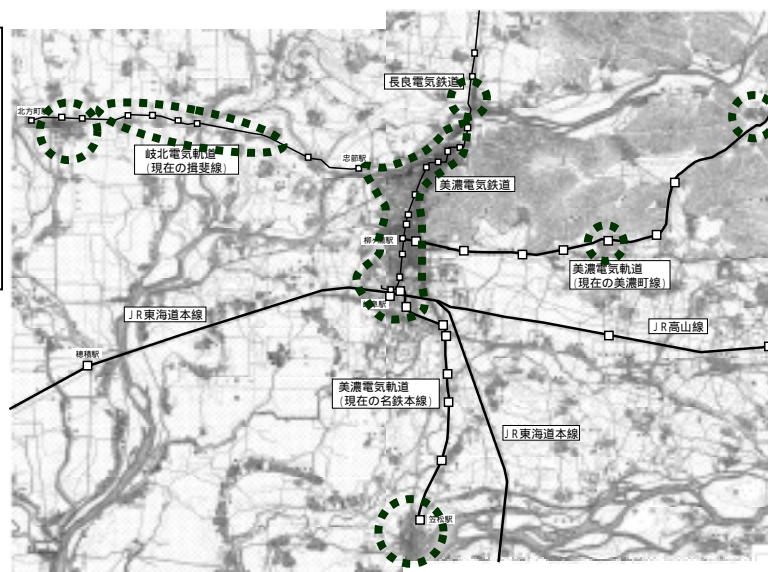 長良電気鉄道
北方町
岐北電気軌道
(現在の揖斐線)
忠節駅
美濃電気鉄道
美濃電気軌道
(現在の美濃町線)
JR東海道本線
JR高山線
穂積駅
美濃電気軌道
(現在の名鉄本線)
JR東海道本線
笠松駅